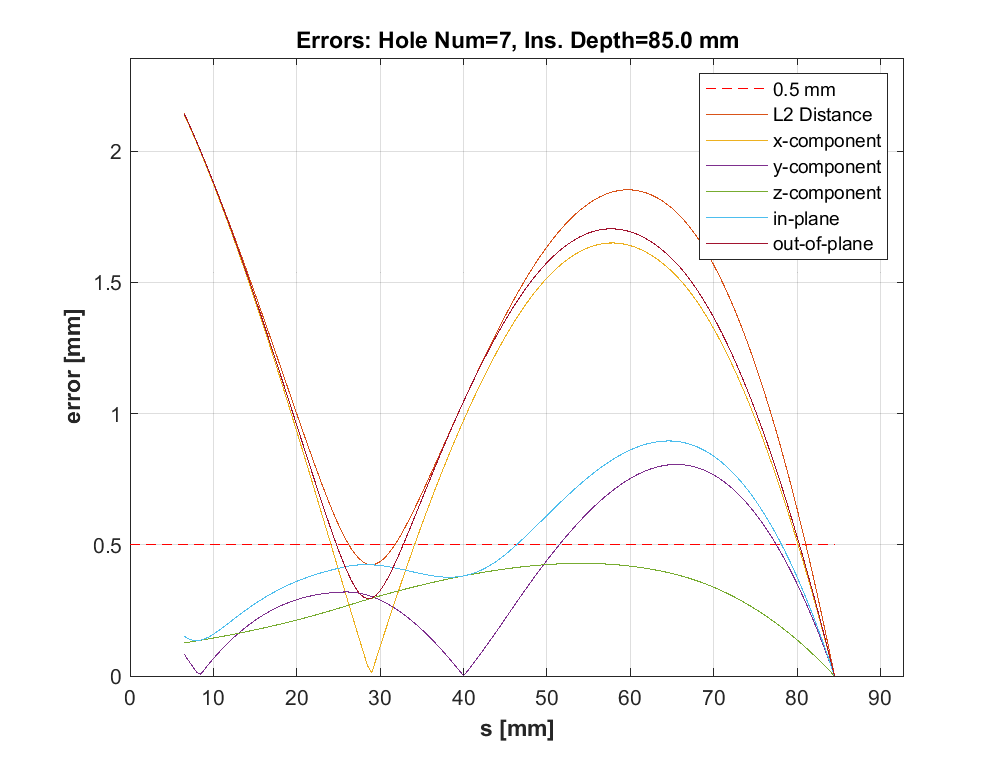 Errors: Hole Num=7, Ins. Depth=85.0 mm
0.5 mm
L2 Distance
x-component
y-component
z-component
in-plane
out-of-plane
error [mm]
2
1.5
1
0.5
0
0 10 20 30 40 50 60 70 80 90
s [mm]